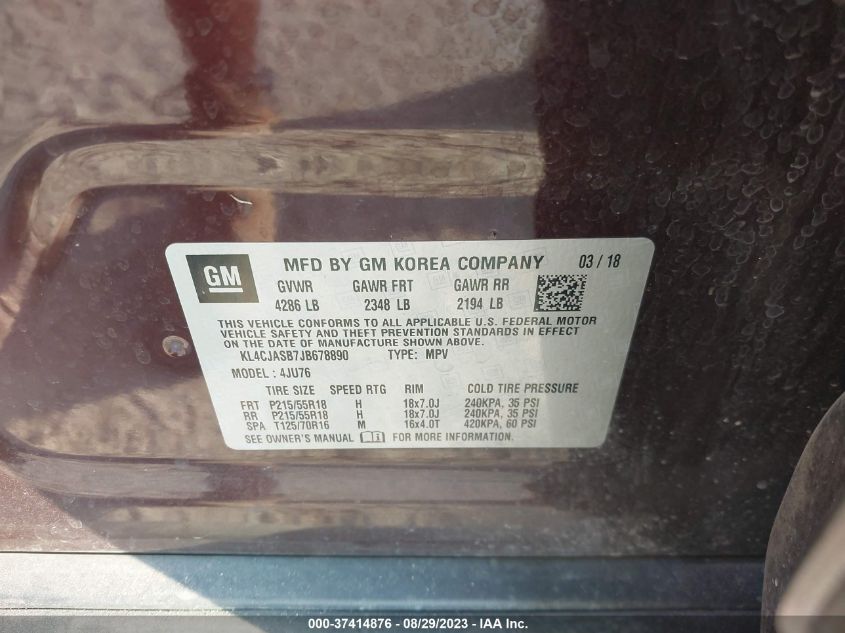 GM
MFD BY GM KOREA COMPANY 03 / 18
GVWR GAWR FRT GAWR RR
4286 LB 2348 LB 2194 LB
THIS VEHICLE CONFORMS TO ALL APPLICABLE U.S. FEDERAL MOTOR
VEHICLE SAFETY AND THEFT PREVENTION STANDARDS IN EFFECT
ON THE DATE OF MANUFACTURE SHOWN ABOVE.
KL4CJASB7JB678890 TYPE: MPV
MODEL : 4JU76
TIRE SIZE SPEED RTG RIM COLD TIRE PRESSURE
FRT P215/55R18 H 18x7.0J 240KPA, 35 PSI
RR P215/55R18 H 18x7.0J 240KPA, 35 PSI
SPA T125/70R16 M 16x4.0T 420KPA, 60 PSI
SEE OWNER'S MANUAL FOR MORE INFORMATION.
000-37414876 - 08/29/2023 - IAA Inc.